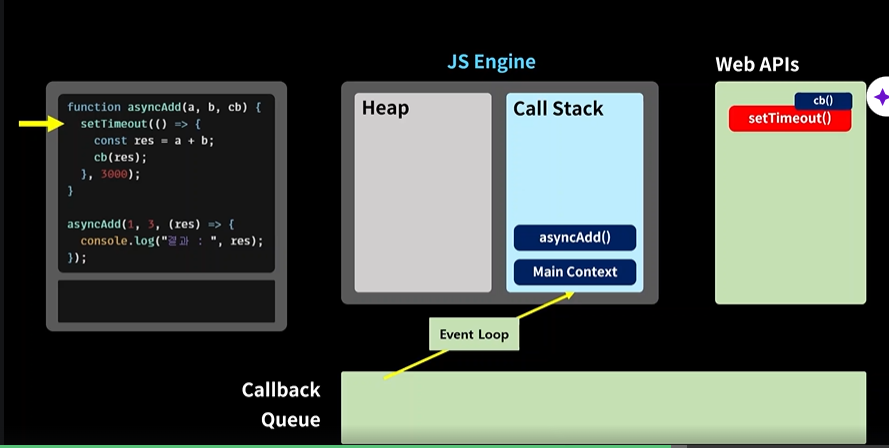 JS Engine
Web APIs
function asyncAdd(a, b, cb) {
setTimeout(() => {
const res = a + b;
cb(res);
}, 3000);
}
asyncAdd(1, 3, (res) => {
console.log("결과 : ", res);
});
Heap
Call Stack
asyncAdd()
Main Context
cb()
setTimeout()
Event Loop
Callback
Queue